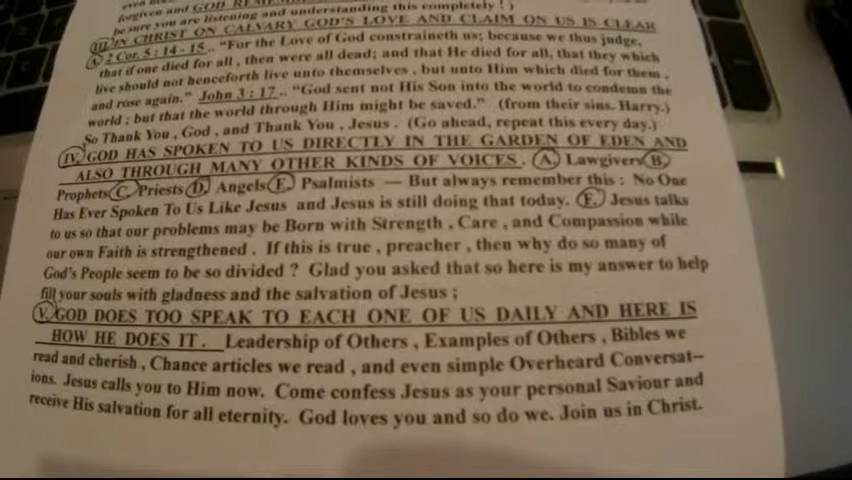 forgiven and GOD
be sure you are listening and understanding this completely ! )
III. IN CHRIST ON CALVARY GOD'S LOVE AND CLAIM ON US IS CLEAR
A. 2 Cor. 5 : 14 - 15 .. "For the Love of God constraineth us; because we thus judge,
that if one died for all , then were all dead; and that He died for all, that they which
live should not henceforth live unto themselves , but unto Him which died for them ,
and rose again." John 3 : 17 .. "God sent not His Son into the world to condemn the
world ; but that the world through Him might be saved." (from their sins. Harry.)
So Thank You , God , and Thank You , Jesus . (Go ahead, repeat this every day.)
IV. GOD HAS SPOKEN TO US DIRECTLY IN THE GARDEN OF EDEN AND
ALSO THROUGH MANY OTHER KINDS OF VOICES . A. Lawgivers B.
Prophets C. Priests D. Angels E. Psalmists — But always remember this : No One
Has Ever Spoken To Us Like Jesus and Jesus is still doing that today. F. Jesus talks
to us so that our problems may be Born with Strength , Care , and Compassion while
our own Faith is strengthened . If this is true , preacher , then why do so many of
God's People seem to be so divided ? Glad you asked that so here is my answer to help
fill your souls with gladness and the salvation of Jesus ;
V. GOD DOES TOO SPEAK TO EACH ONE OF US DAILY AND HERE IS
HOW HE DOES IT . Leadership of Others , Examples of Others , Bibles we
read and cherish , Chance articles we read , and even simple Overheard Conversat–
ions. Jesus calls you to Him now. Come confess Jesus as your personal Saviour and
receive His salvation for all eternity. God loves you and so do we. Join us in Christ.